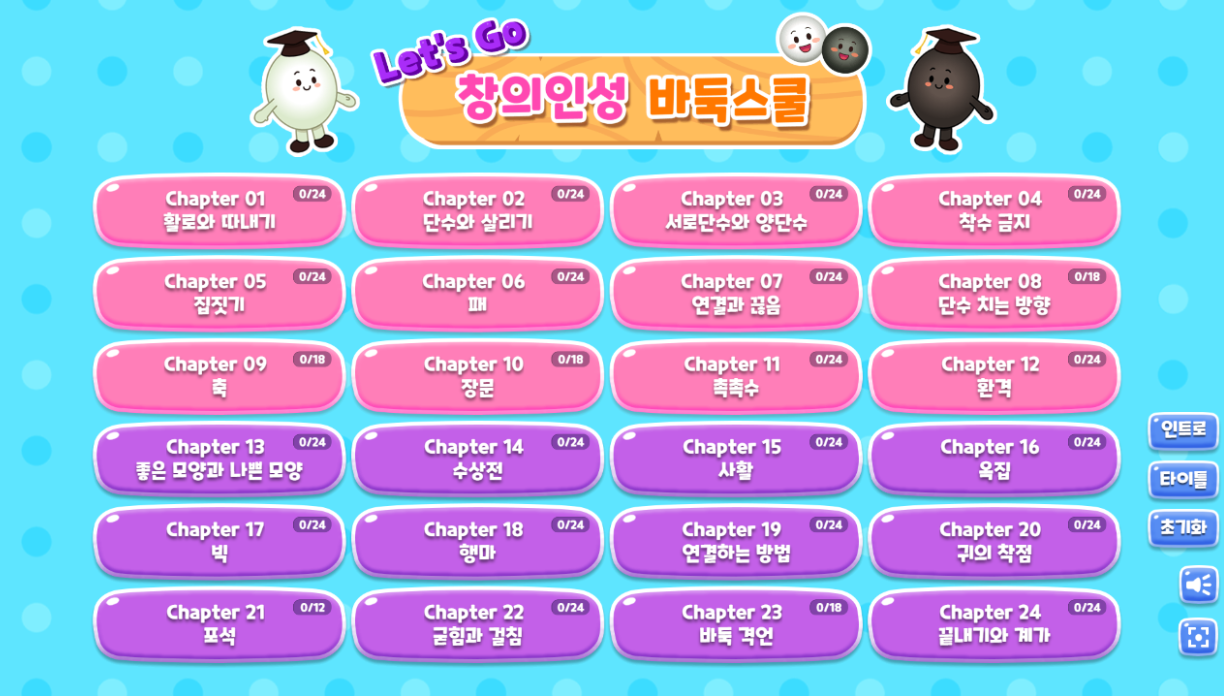 Let's Go
창의인성 바둑스쿨
Chapter 01 0/24
활로와 따내기
Chapter 02 0/24
단수와 살리기
Chapter 03 0/24
서로단수와 양단수
Chapter 04 0/24
착수 금지
Chapter 05 0/24
집짓기
Chapter 06 0/24
패
Chapter 07 0/24
연결과 끊음
Chapter 08 0/18
단수 치는 방향
Chapter 09 0/18
축
Chapter 10 0/18
장문
Chapter 11 0/24
촉촉수
Chapter 12 0/24
환격
Chapter 13 0/24
좋은 모양과 나쁜 모양
Chapter 14 0/24
수상전
Chapter 15 0/24
사활
Chapter 16 0/24
옥집
Chapter 17 0/24
빅
Chapter 18 0/24
행마
Chapter 19 0/24
연결하는 방법
Chapter 20 0/24
귀의 착점
Chapter 21 0/12
포석
Chapter 22 0/24
굳힘과 걸침
Chapter 23 0/18
바둑 격언
Chapter 24 0/24
끝내기와 계가
인트로
타이틀
초기화